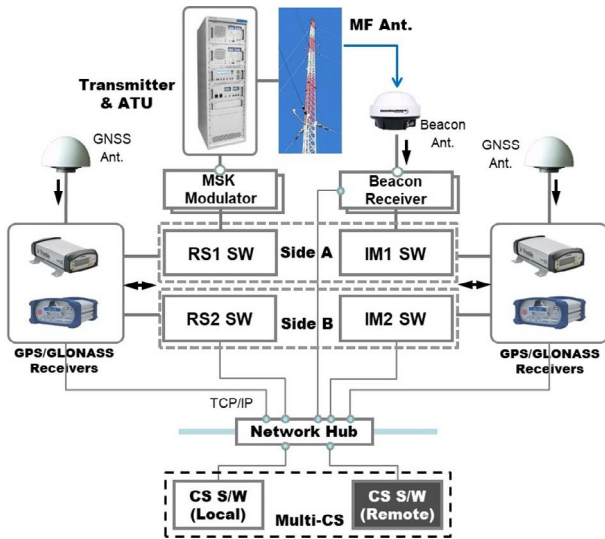 MF Ant.
Transmitter
& ATU
GNSS
Ant.
Beacon
Ant.
GNSS
Ant.
MSK
Modulator
Beacon
Receiver
RS1 SW
Side A
IM1 SW
RS2 SW
Side B
IM2 SW
GPS/GLONASS
Receivers
GPS/GLONASS
Receivers
TCP/IP
Network Hub
CS S/W
(Local)
Multi-CS
CS S/W
(Remote)